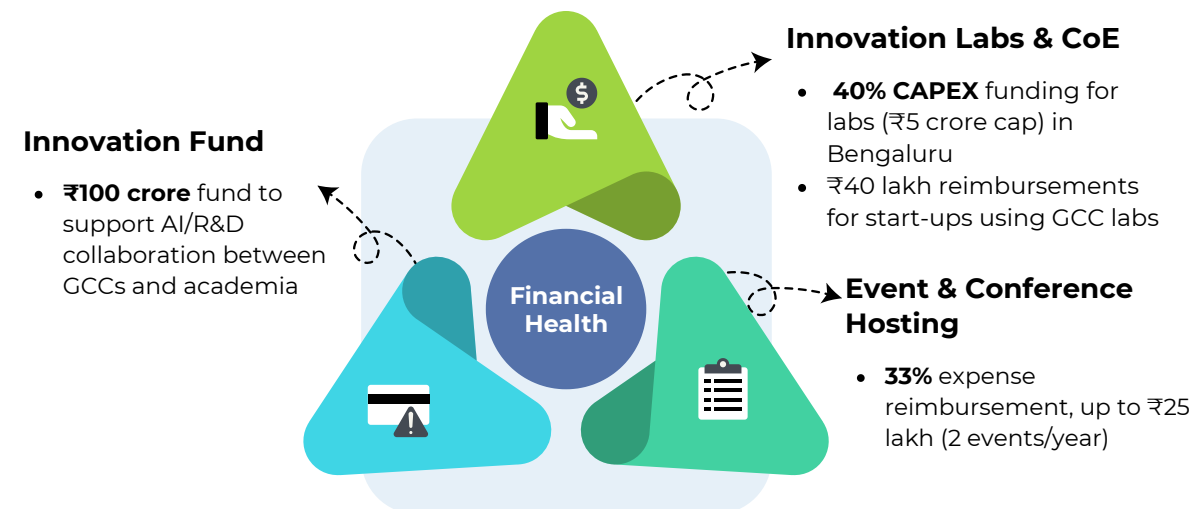 Innovation Labs & CoE
• 40% CAPEX funding for
labs (₹5 crore cap) in
Bengaluru
• ₹40 lakh reimbursements
for start-ups using GCC labs
Innovation Fund
• ₹100 crore fund to
support AI/R&D
collaboration between
GCCs and academia
Financial
Health
Event & Conference
Hosting
• 33% expense
reimbursement, up to ₹25
lakh (2 events/year)
$